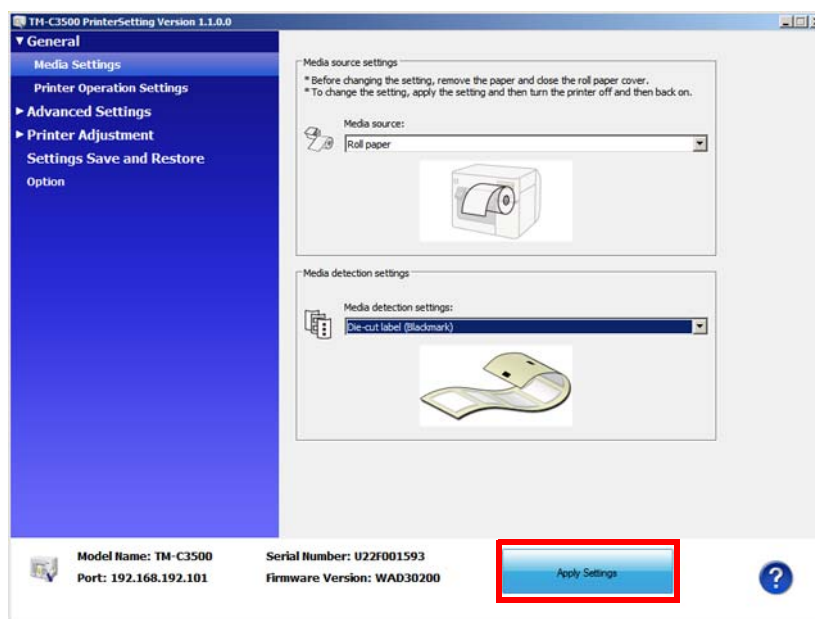 TM-C3500 PrinterSetting Version 1.1.0.0
General
Media Settings
Printer Operation Settings
Advanced Settings
Printer Adjustment
Settings Save and Restore
Option
Media source settings
* Before changing the setting, remove the paper and close the roll paper cover.
* To change the setting, apply the setting and then turn the printer off and then back on.
Media source:
Roll paper
Media detection settings
Media detection settings:
Die-cut label (Blackmark)
Model Name: TM-C3500
Serial Number: U22F001593
Port: 192.168.192.101
Firmware Version: WAD30200
Apply Settings
?